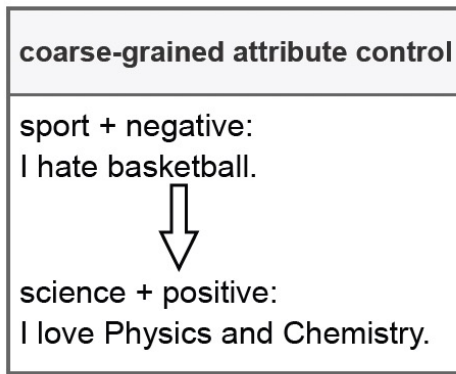 coarse-grained attribute control
sport + negative:
I hate basketball.
science + positive:
I love Physics and Chemistry.